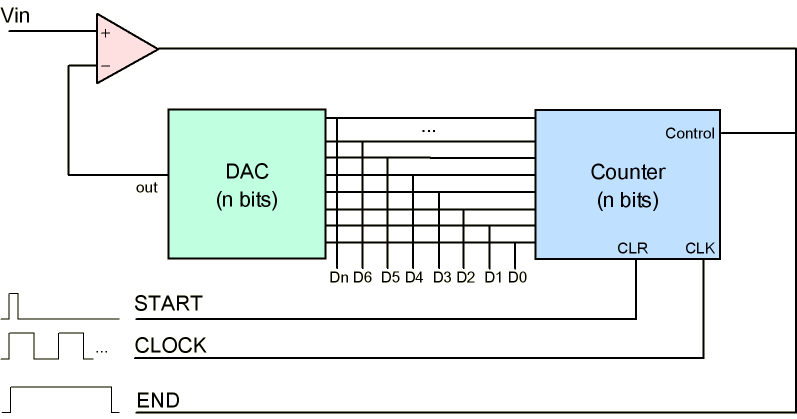 Vin
+
−
...
DAC
(n bits)
out
Control
Counter
(n bits)
CLR CLK
Dn D6 D5 D4 D3 D2 D1 D0
START
... CLOCK
END